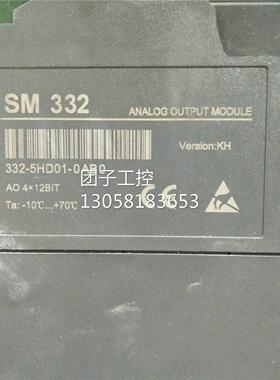 SM 332
ANALOG OUTPUT MODULE
Version:KH
332-5HD01-0AB0
AO 4×12BIT
Ta: -10℃...+70℃
CE
团子工控
13058183653